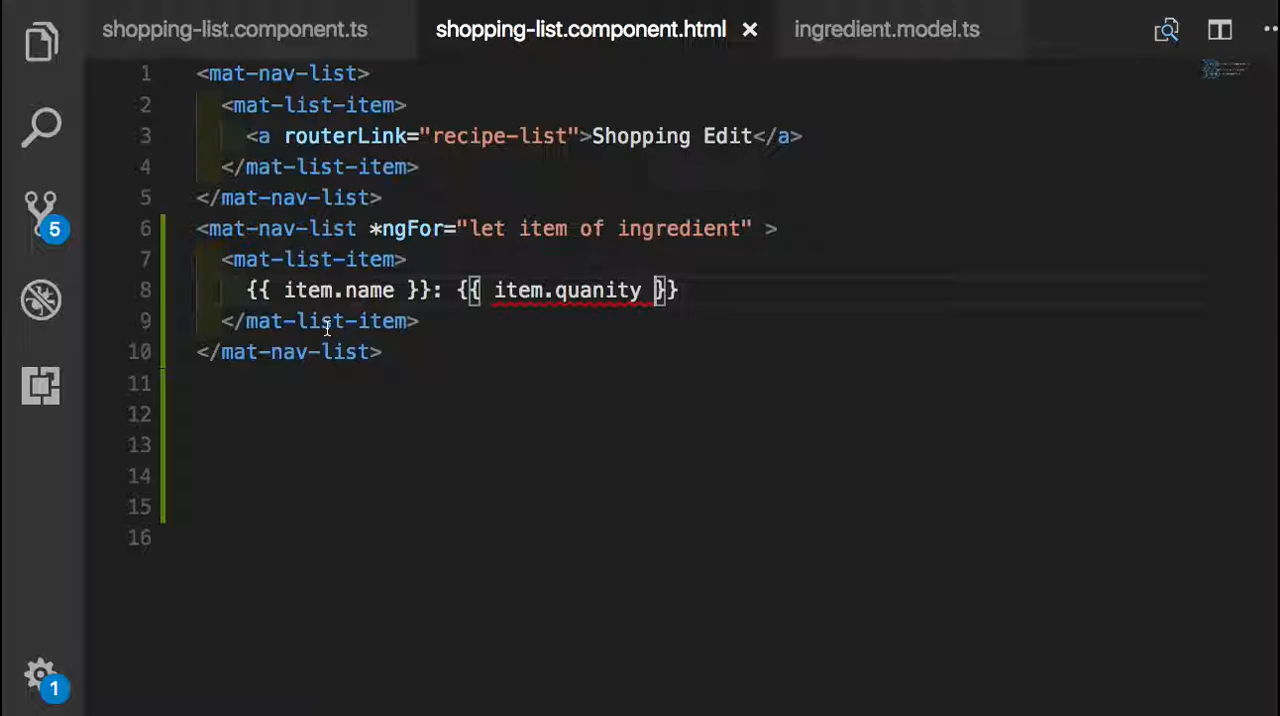 shopping-list.component.ts shopping-list.component.html ingredient.model.ts
1 <mat-nav-list>
2 <mat-list-item>
3 <a routerLink="recipe-list">Shopping Edit</a>
4 </mat-list-item>
5 </mat-nav-list>
6 <mat-nav-list *ngFor="let item of ingredient" >
7 <mat-list-item>
8 {{ item.name }}: {{ item.quanity }}
9 </mat-list-item>
10 </mat-nav-list>
11
12
13
14
15
16
5
1